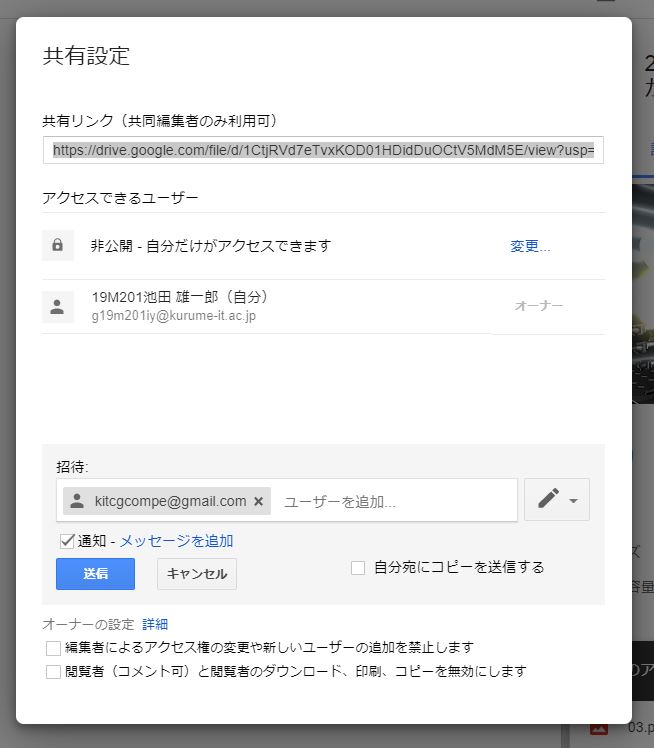 共有設定
共有リンク（共同編集者のみ利用可）
https://drive.google.com/file/d/1CtjRVd7eTvxKOD01HDidDuOCtV5MdM5E/view?usp=
アクセスできるユーザー
非公開 - 自分だけがアクセスできます 変更...
19M201池田 雄一郎（自分）
g19m201iy@kurume-it.ac.jp
オーナー
招待:
kitcgcompe@gmail.com × ユーザーを追加...
通知 - メッセージを追加
送信 キャンセル 自分宛にコピーを送信する
オーナーの設定 詳細
編集者によるアクセス権の変更や新しいユーザーの追加を禁止します
閲覧者（コメント可）と閲覧者のダウンロード、印刷、コピーを無効にします
ズ
容量
のア
03.p